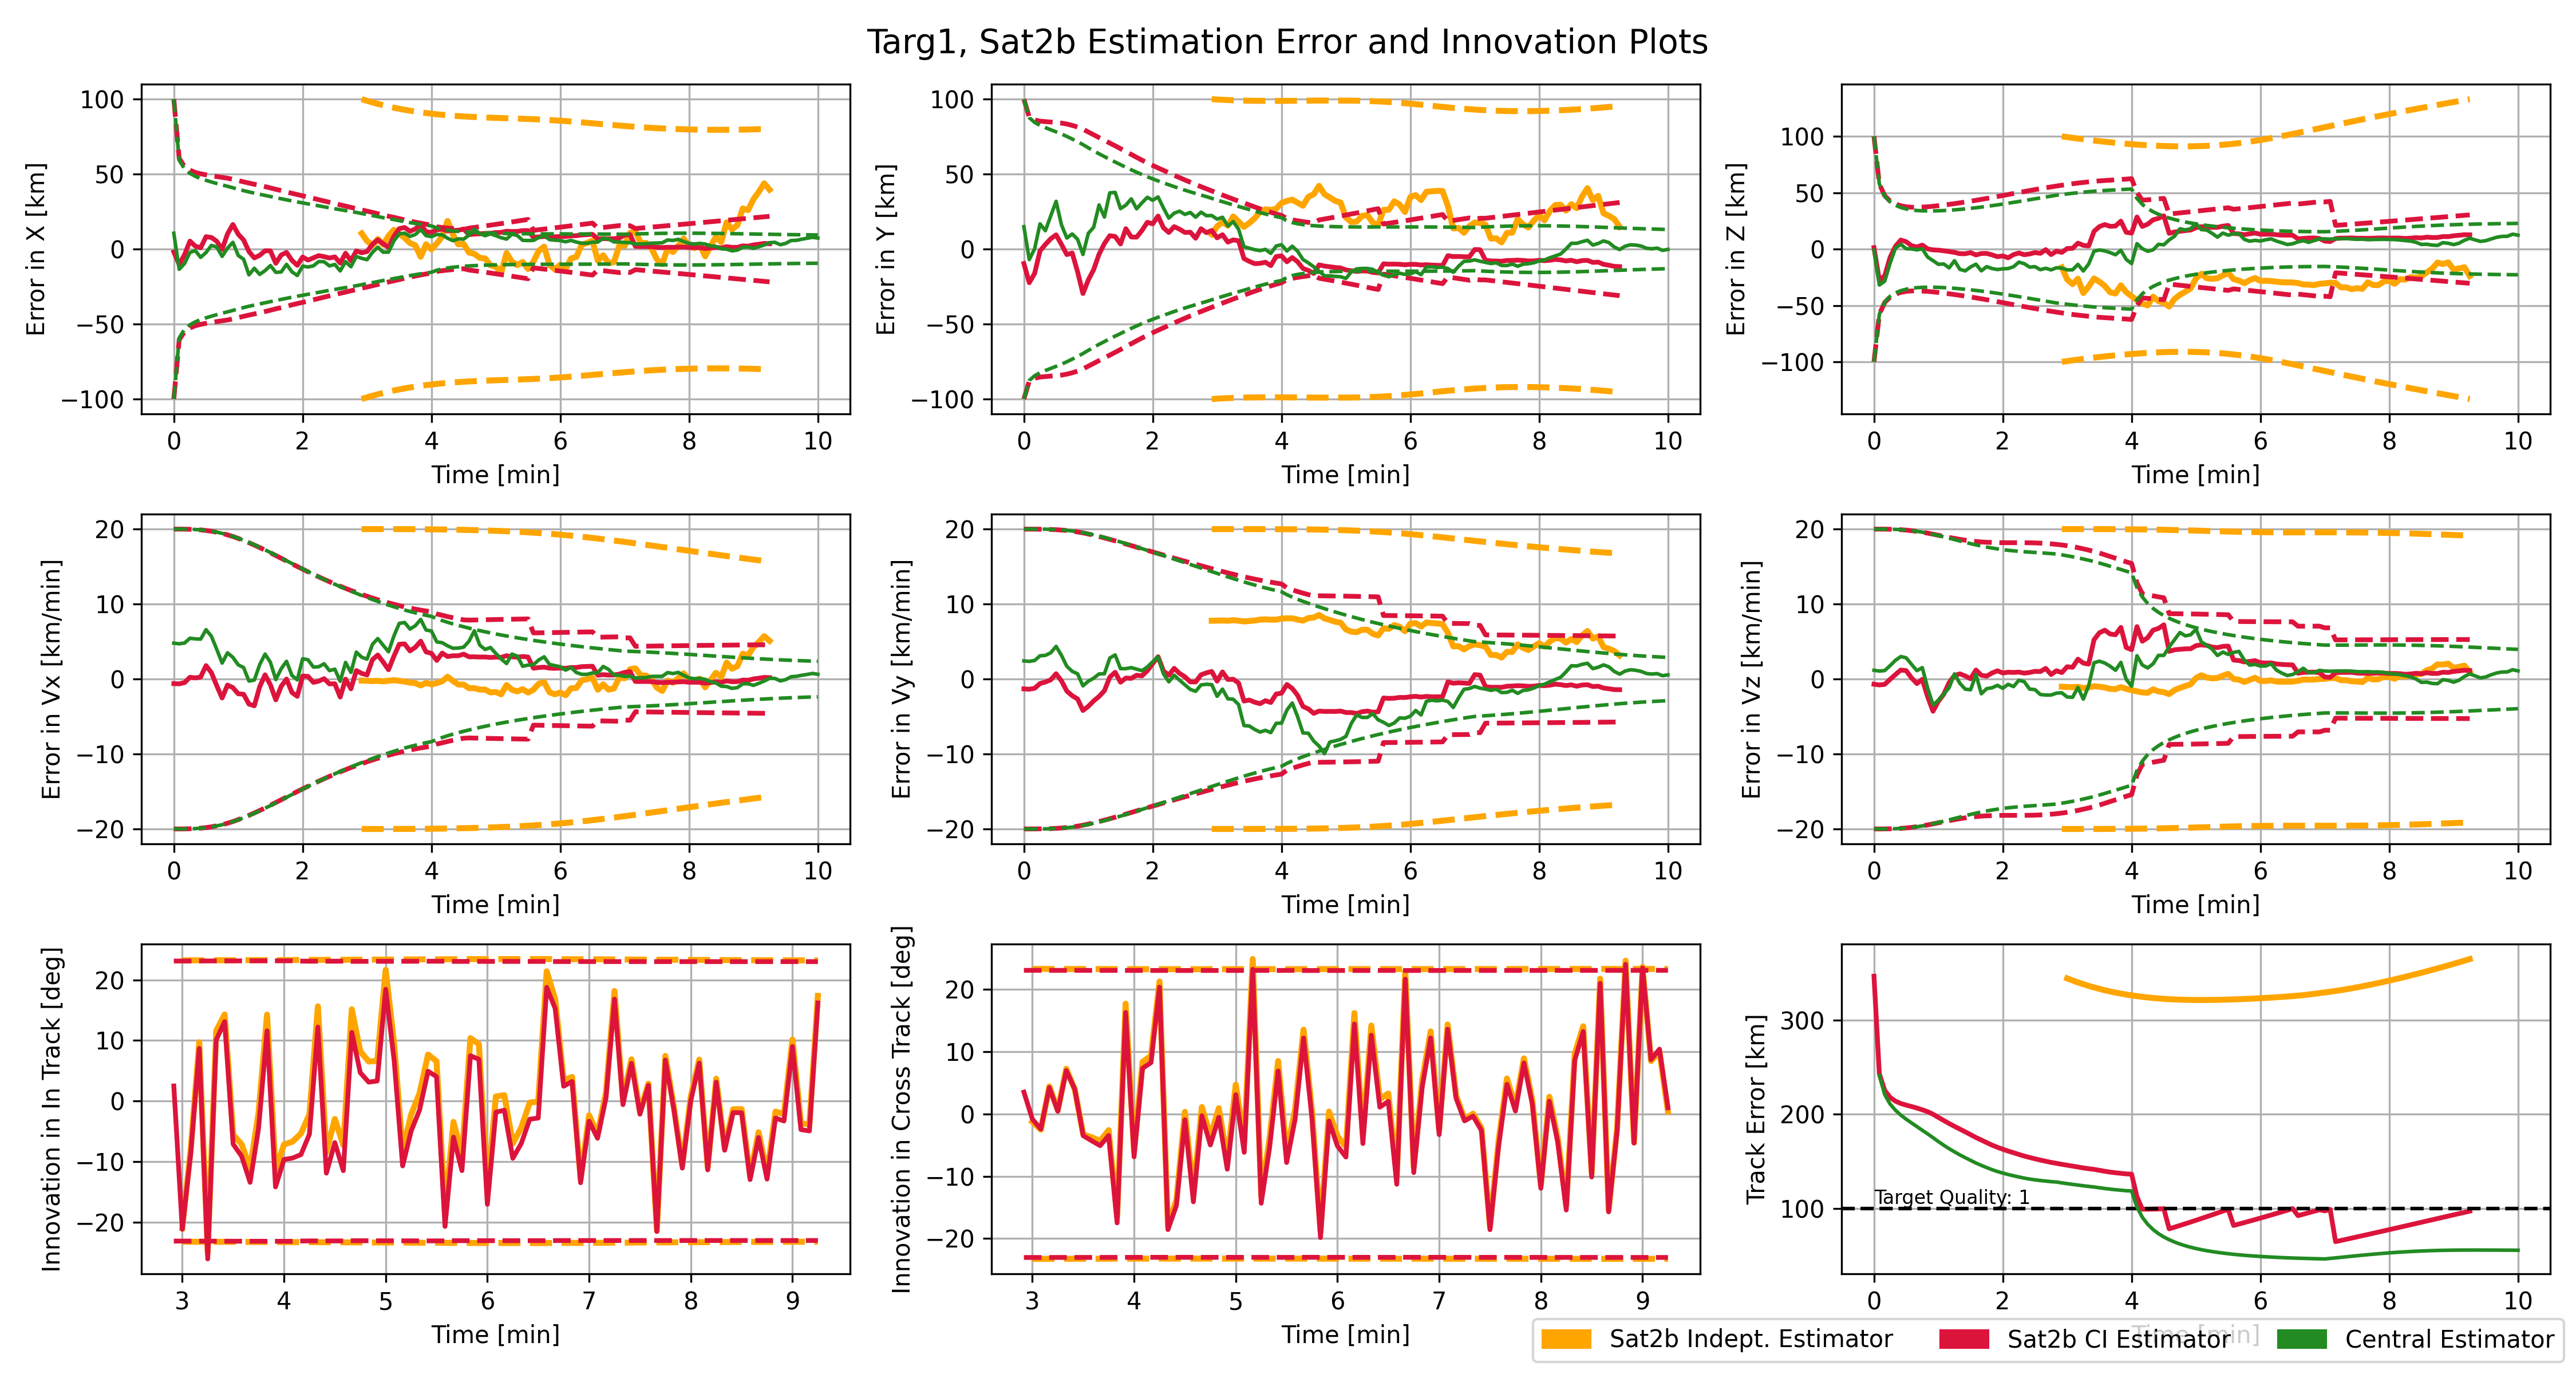 Targ1, Sat2b Estimation Error and Innovation Plots
Error in X [km]
100
50
0
−50
−100
0 2 4 6 8 10
Time [min]
Error in Y [km]
100
50
0
−50
−100
0 2 4 6 8 10
Time [min]
Error in Z [km]
100
50
0
−50
−100
0 2 4 6 8 10
Time [min]
Error in Vx [km/min]
20
10
0
−10
−20
0 2 4 6 8 10
Time [min]
Error in Vy [km/min]
20
10
0
−10
−20
0 2 4 6 8 10
Time [min]
Error in Vz [km/min]
20
10
0
−10
−20
0 2 4 6 8 10
Time [min]
Innovation in In Track [deg]
20
10
0
−10
−20
3 4 5 6 7 8 9
Time [min]
Innovation in Cross Track [deg]
20
10
0
−10
−20
3 4 5 6 7 8 9
Time [min]
Track Error [km]
300
200
100
Target Quality: 1
0 2 4 6 8 10
Time [min]
Sat2b Indept. Estimator Sat2b CI Estimator Central Estimator